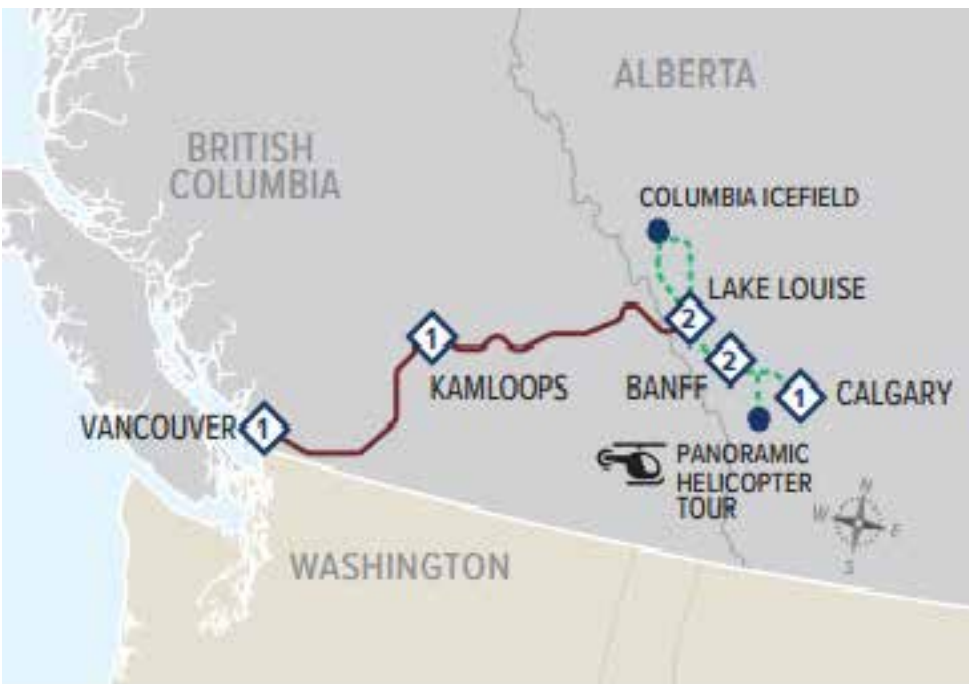 ALBERTA
BRITISH
COLUMBIA
COLUMBIA ICEFIELD
LAKE LOUISE
2
1
2
KAMLOOPS
BANFF
1
CALGARY
VANCOUVER
1
PANORAMIC
HELICOPTER
TOUR
N
W
E
S
WASHINGTON